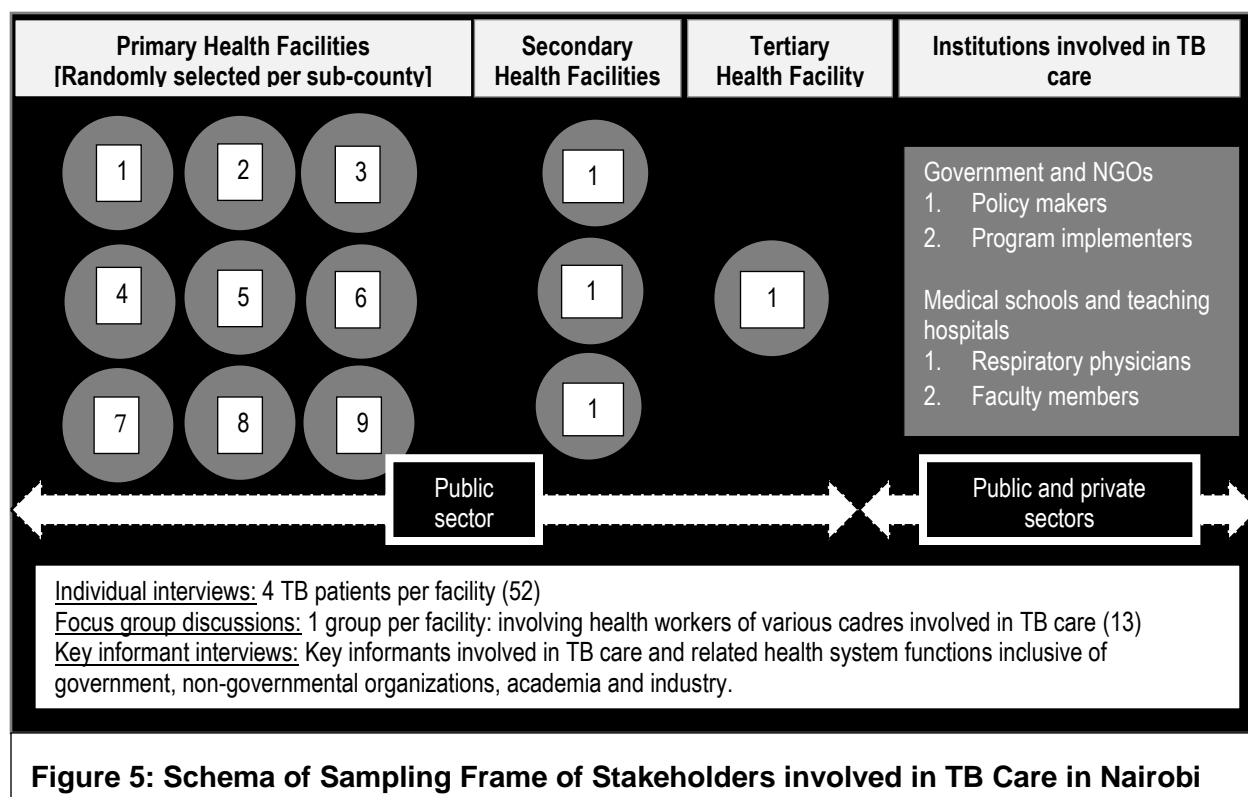 Primary Health Facilities
[Randomly selected per sub-county]
Secondary
Health Facilities
Tertiary
Health Facility
Institutions involved in TB
care
1
2
3
4
5
6
7
8
9
1
1
1
1
Government and NGOs
1. Policy makers
2. Program implementers
Medical schools and teaching
hospitals
1. Respiratory physicians
2. Faculty members
Public
sector
Public and private
sectors
Individual interviews: 4 TB patients per facility (52)
Focus group discussions: 1 group per facility: involving health workers of various cadres involved in TB care (13)
Key informant interviews: Key informants involved in TB care and related health system functions inclusive of
government, non-governmental organizations, academia and industry.
Figure 5: Schema of Sampling Frame of Stakeholders involved in TB Care in Nairobi